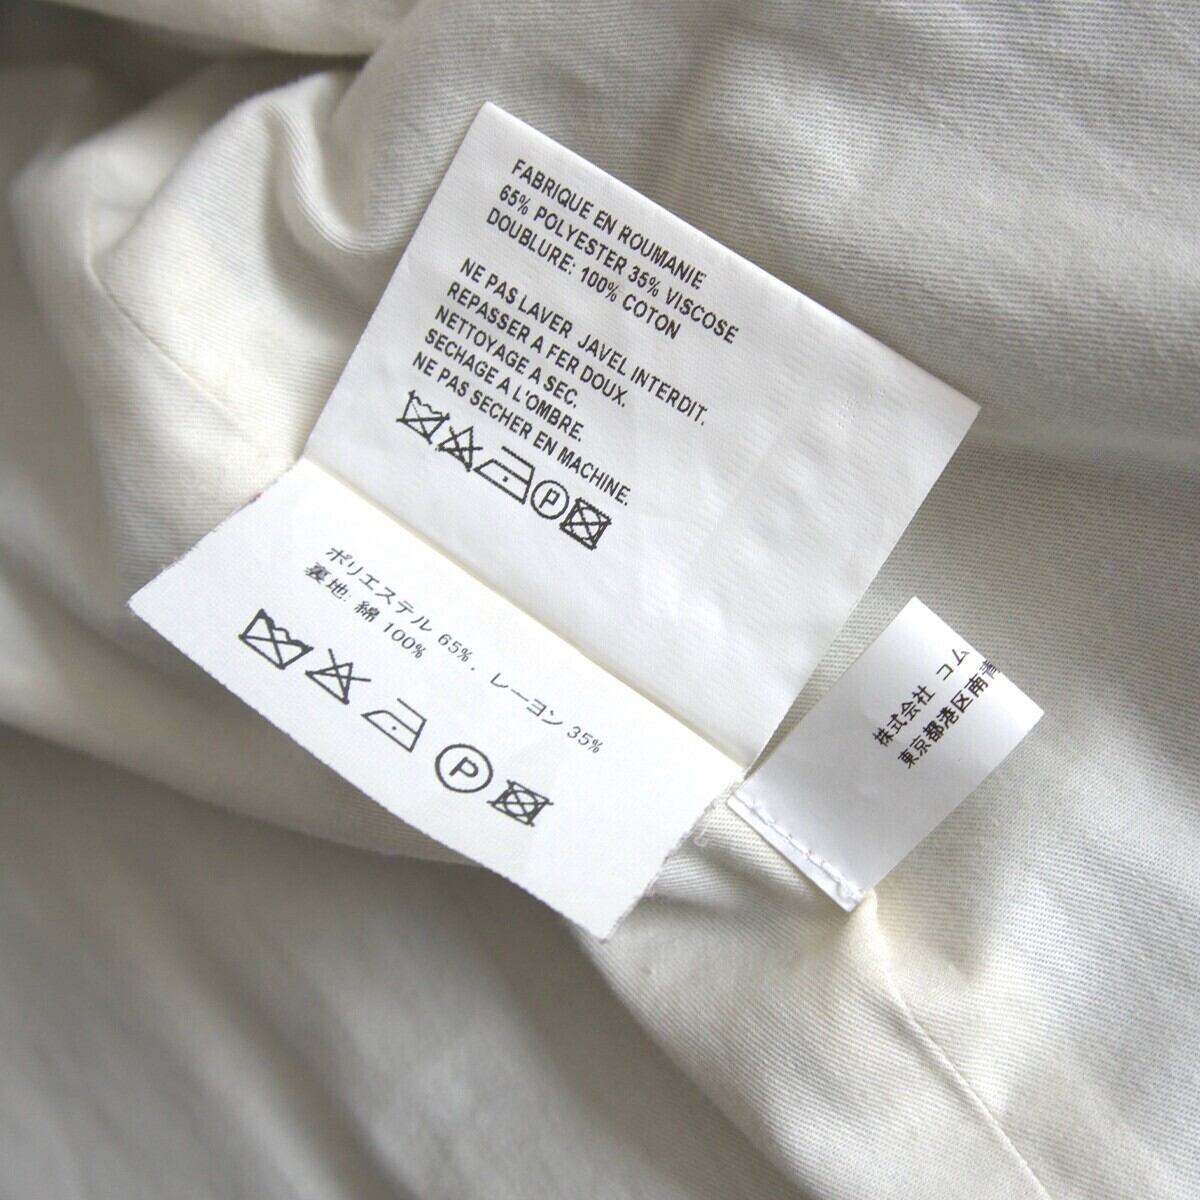 FABRIQUE EN ROUMANIE
65% POLYESTER 35% VISCOSE
DOUBLURE: 100% COTON
NE PAS LAVER JAVEL INTERDIT.
REPASSER A FER DOUX.
NETTOYAGE A SEC.
SECHAGE A L'OMBRE.
NE PAS SECHER EN MACHINE.
P
ポリエステル 65%, レーヨン 35%
裏地: 綿 100%
P
株式会社 コム
東京都港区南青